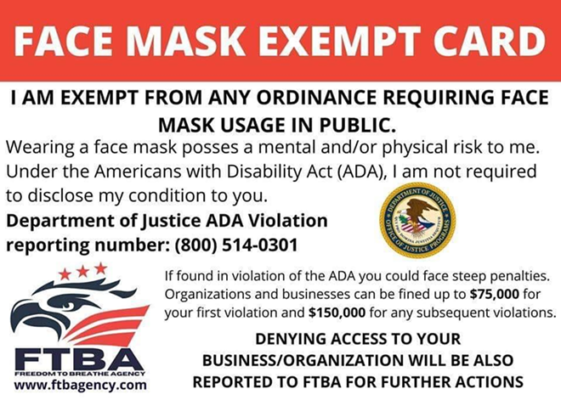 FACE MASK EXEMPT CARD
I AM EXEMPT FROM ANY ORDINANCE REQUIRING FACE
MASK USAGE IN PUBLIC.
Wearing a face mask posses a mental and/or physical risk to me.
Under the Americans with Disability Act (ADA), I am not required
to disclose my condition to you.
Department of Justice ADA Violation
reporting number: (800) 514-0301
DEPARTMENT OF JUSTICE
OFFICE OF JUSTICE PROGRAMS
If found in violation of the ADA you could face steep penalties.
Organizations and businesses can be fined up to $75,000 for
your first violation and $150,000 for any subsequent violations.
DENYING ACCESS TO YOUR
BUSINESS/ORGANIZATION WILL BE ALSO
REPORTED TO FTBA FOR FURTHER ACTIONS
FTBA
FREEDOM TO BREATHE AGENCY
www.ftbagency.com